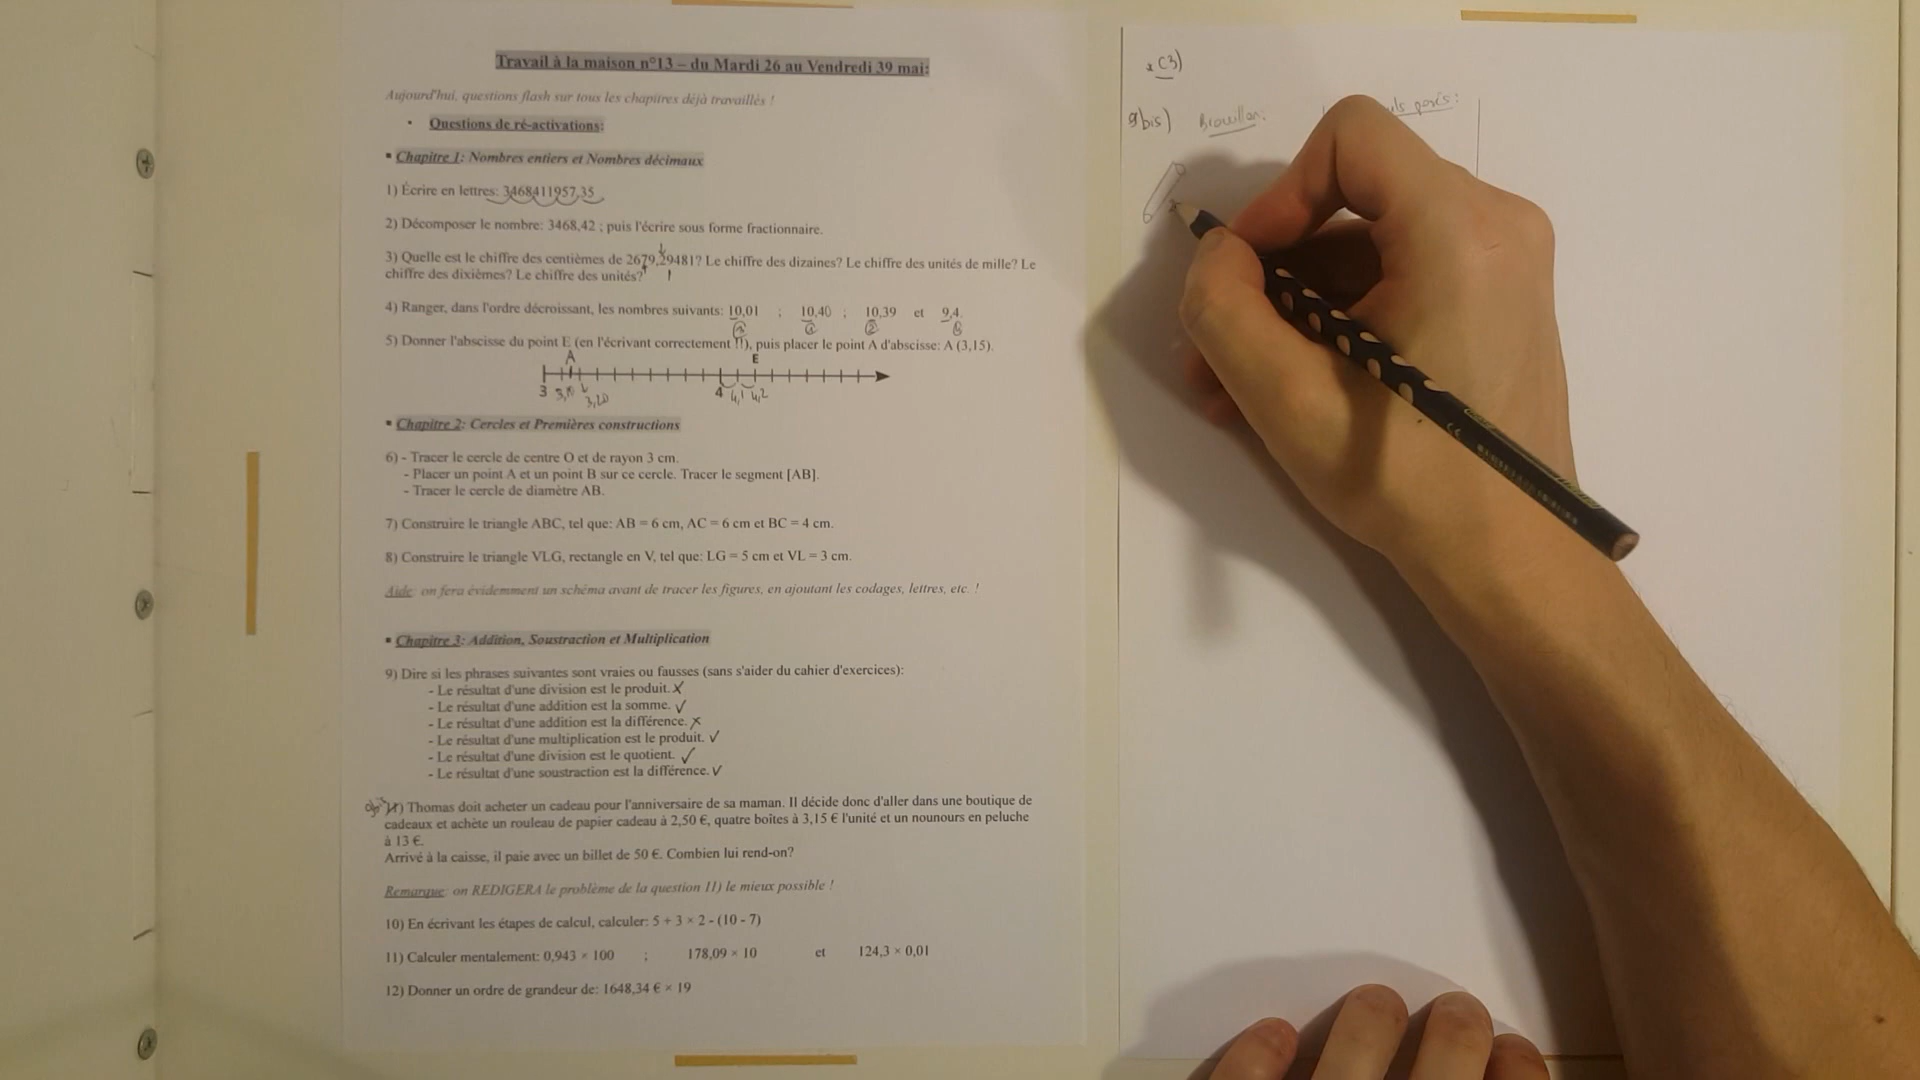 Travail à la maison n°13 – du Mardi 26 au Vendredi 39 mai:
Aujourd'hui, questions flash sur tous les chapitres déjà travaillés !
• Questions de ré-activations:
▪ Chapitre 1: Nombres entiers et Nombres décimaux
1) Écrire en lettres: 3468411957,35
2) Décomposer le nombre: 3468,42 ; puis l'écrire sous forme fractionnaire.
3) Quelle est le chiffre des centièmes de 2679,29481? Le chiffre des dizaines? Le chiffre des unités de mille? Le
chiffre des dixièmes? Le chiffre des unités?
4) Ranger, dans l'ordre décroissant, les nombres suivants: 10,01 ; 10,40 ; 10,39 et 9,4.
5) Donner l'abscisse du point E (en l'écrivant correctement !!), puis placer le point A d'abscisse: A (3,15).
A E
3 3,10 3,20 4 4,1 4,2
▪ Chapitre 2: Cercles et Premières constructions
6) - Tracer le cercle de centre O et de rayon 3 cm.
- Placer un point A et un point B sur ce cercle. Tracer le segment [AB].
- Tracer le cercle de diamètre AB.
7) Construire le triangle ABC, tel que: AB = 6 cm, AC = 6 cm et BC = 4 cm.
8) Construire le triangle VLG, rectangle en V, tel que: LG = 5 cm et VL = 3 cm.
Aide: on fera évidemment un schéma avant de tracer les figures, en ajoutant les codages, lettres, etc. !
▪ Chapitre 3: Addition, Soustraction et Multiplication
9) Dire si les phrases suivantes sont vraies ou fausses (sans s'aider du cahier d'exercices):
- Le résultat d'une division est le produit. ✗
- Le résultat d'une addition est la somme. ✓
- Le résultat d'une addition est la différence. ✗
- Le résultat d'une multiplication est le produit. ✓
- Le résultat d'une division est le quotient. ✓
- Le résultat d'une soustraction est la différence. ✓
Thomas doit acheter un cadeau pour l'anniversaire de sa maman. Il décide donc d'aller dans une boutique de
cadeaux et achète un rouleau de papier cadeau à 2,50 €, quatre boîtes à 3,15 € l'unité et un nounours en peluche
à 13 €.
Arrivé à la caisse, il paie avec un billet de 50 €. Combien lui rend-on?
Remarque: on REDIGERA le problème de la question 11) le mieux possible !
10) En écrivant les étapes de calcul, calculer: 5 + 3 × 2 - (10 - 7)
11) Calculer mentalement: 0,943 × 100 ; 178,09 × 10 et 124,3 × 0,01
12) Donner un ordre de grandeur de: 1648,34 € × 19
C3)
9bis) Brouillon: posés: